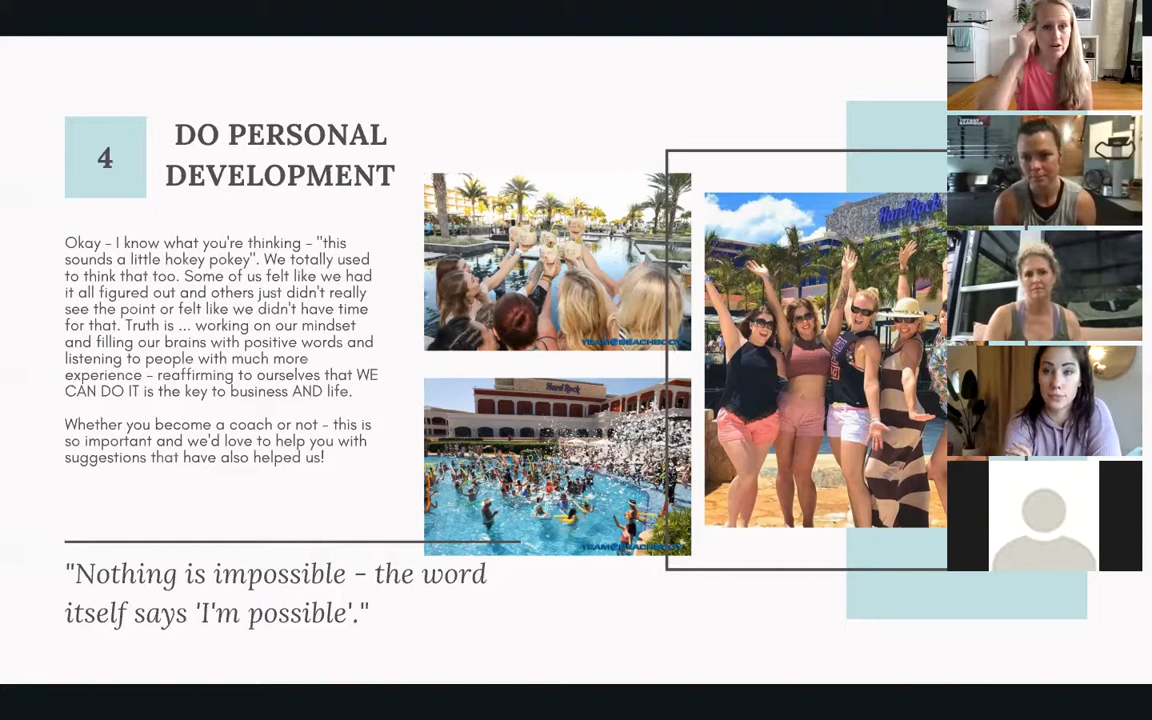 4
DO PERSONAL
DEVELOPMENT
Okay - I know what you're thinking - "this
sounds a little hokey pokey". We totally used
to think that too. Some of us felt like we had
it all figured out and others just didn't really
see the point or felt like we didn't have time
for that. Truth is ... working on our mindset
and filling our brains with positive words and
listening to people with much more
experience - reaffirming to ourselves that WE
CAN DO IT is the key to business AND life.
Whether you become a coach or not - this is
so important and we'd love to help you with
suggestions that have also helped us!
"Nothing is impossible - the word
itself says 'I'm possible'."
TEAM BEACHBODY
Hard Rock
TEAM BEACHBODY
Hard Rock